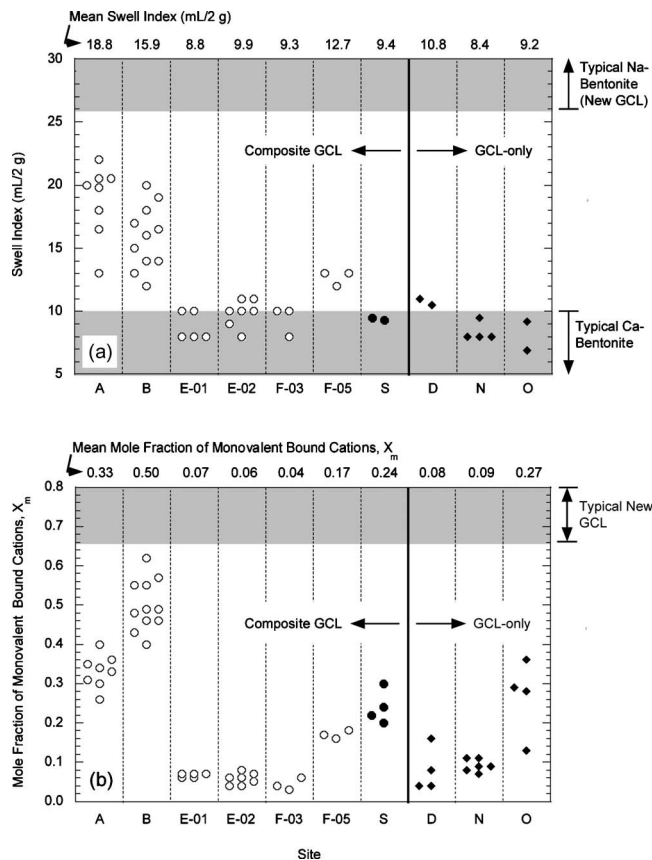 Mean Swell Index (mL/2 g)
18.8 15.9 8.8 9.9 9.3 12.7 9.4 10.8 8.4 9.2
30
25
20
15
10
5
Swell Index (mL/2 g)
Typical Na-
Bentonite
(New GCL)
Composite GCL
GCL-only
Typical Ca-
Bentonite
(a)
A B E-01 E-02 F-03 F-05 S D N O
Mean Mole Fraction of Monovalent Bound Cations, Xm
0.33 0.50 0.07 0.06 0.04 0.17 0.24 0.08 0.09 0.27
0.8
0.7
0.6
0.5
0.4
0.3
0.2
0.1
0.0
Mole Fraction of Monovalent Bound Cations, Xm
Typical New
GCL
Composite GCL
GCL-only
(b)
A B E-01 E-02 F-03 F-05 S D N O
Site